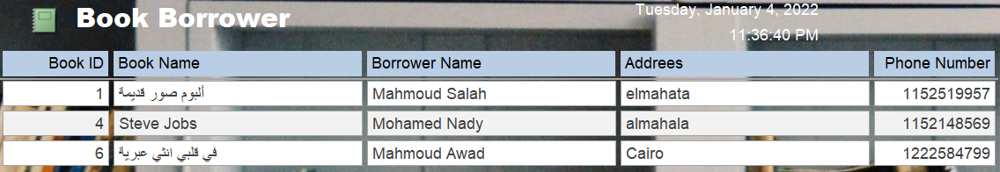 Book Borrower
Tuesday, January 4, 2022
11:36:40 PM
Book ID Book Name Borrower Name Addrees Phone Number
1 ألبوم صور قديمة Mahmoud Salah elmahata 1152519957
4 Steve Jobs Mohamed Nady almahala 1152148569
6 في قلبي انثي عبرية Mahmoud Awad Cairo 1222584799